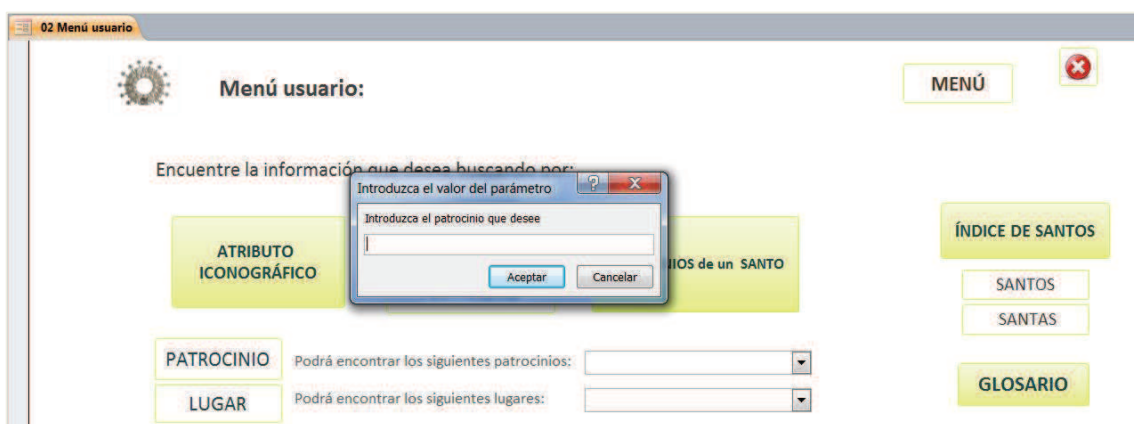 02 Menú usuario
Menú usuario:
MENÚ
Encuentre la información que desea buscando por:
Introduzca el valor del parámetro
Introduzca el patrocinio que desee
Aceptar
Cancelar
ATRIBUTO
ICONOGRÁFICO
de un SANTO
ÍNDICE DE SANTOS
SANTOS
SANTAS
PATROCINIO
Podrá encontrar los siguientes patrocinios:
LUGAR
Podrá encontrar los siguientes lugares:
GLOSARIO